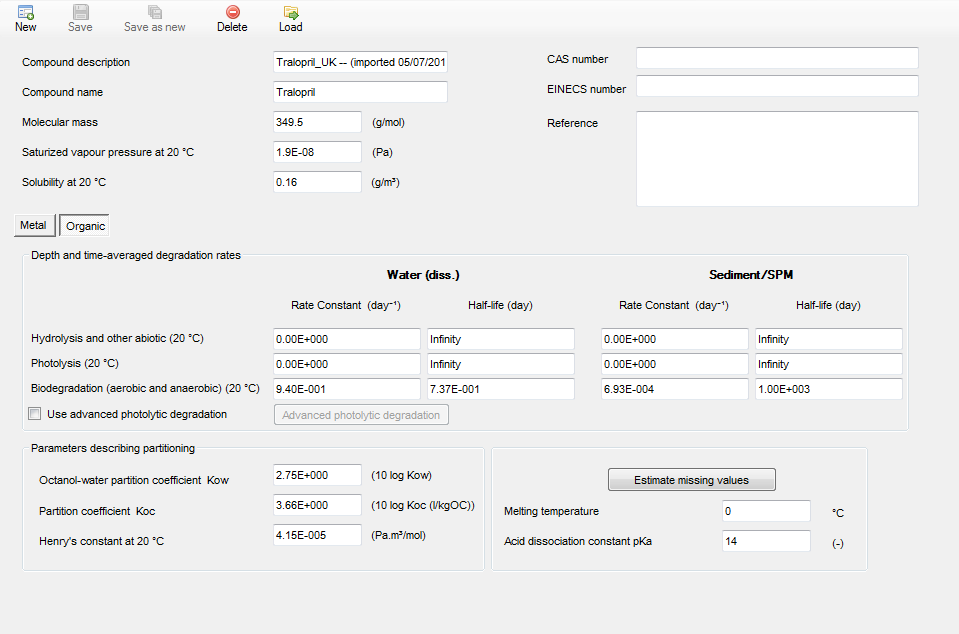 New Save Save as new Delete Load
Compound description Tralopril_UK -- (imported 05/07/201 CAS number
Compound name Tralopril EINECS number
Molecular mass 349.5 (g/mol) Reference
Saturized vapour pressure at 20 °C 1.9E-08 (Pa)
Solubility at 20 °C 0.16 (g/m³)
Metal Organic
Depth and time-averaged degradation rates
Water (diss.) Sediment/SPM
Rate Constant (day⁻¹) Half-life (day) Rate Constant (day⁻¹) Half-life (day)
Hydrolysis and other abiotic (20 °C) 0.00E+000 Infinity 0.00E+000 Infinity
Photolysis (20 °C) 0.00E+000 Infinity 0.00E+000 Infinity
Biodegradation (aerobic and anaerobic) (20 °C) 9.40E-001 7.37E-001 6.93E-004 1.00E+003
Use advanced photolytic degradation Advanced photolytic degradation
Parameters describing partitioning
Octanol-water partition coefficient Kow 2.75E+000 (10 log Kow) Estimate missing values
Partition coefficient Koc 3.66E+000 (10 log Koc (l/kgOC)) Melting temperature 0 °C
Henry's constant at 20 °C 4.15E-005 (Pa.m³/mol) Acid dissociation constant pKa 14 (-)